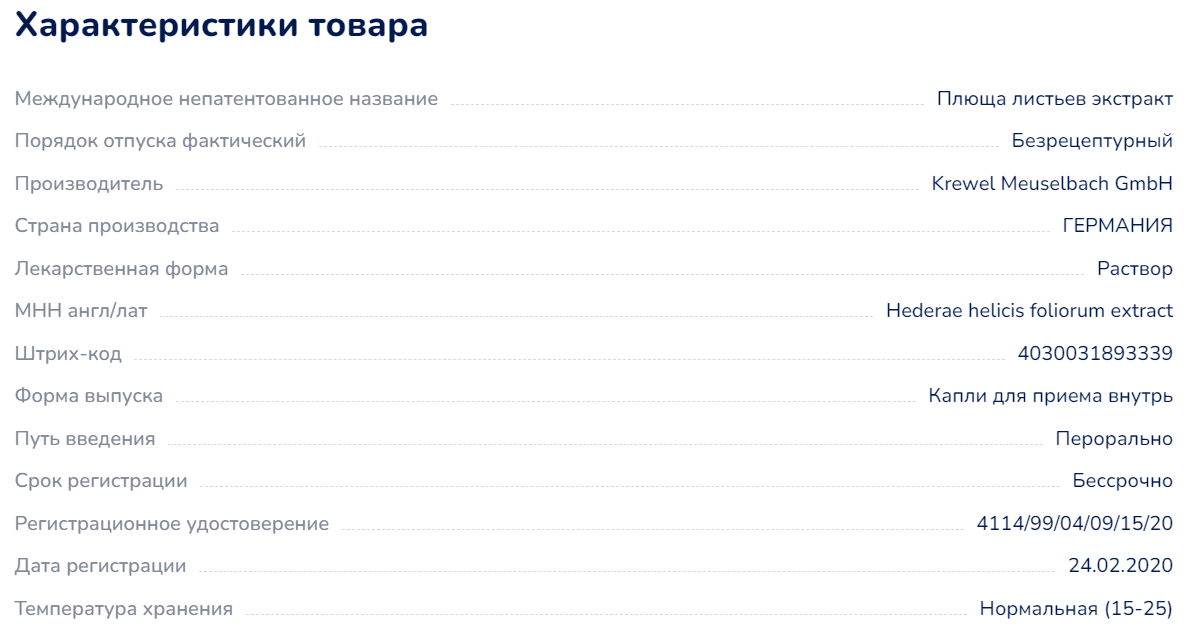 Характеристики товара
Международное непатентованное название Плюща листьев экстракт
Порядок отпуска фактический Безрецептурный
Производитель Krewel Meuselbach GmbH
Страна производства ГЕРМАНИЯ
Лекарственная форма Раствор
МНН англ/лат Hederae helicis foliorum extract
Штрих-код 4030031893339
Форма выпуска Капли для приема внутрь
Путь введения Перорально
Срок регистрации Бессрочно
Регистрационное удостоверение 4114/99/04/09/15/20
Дата регистрации 24.02.2020
Температура хранения Нормальная (15-25)